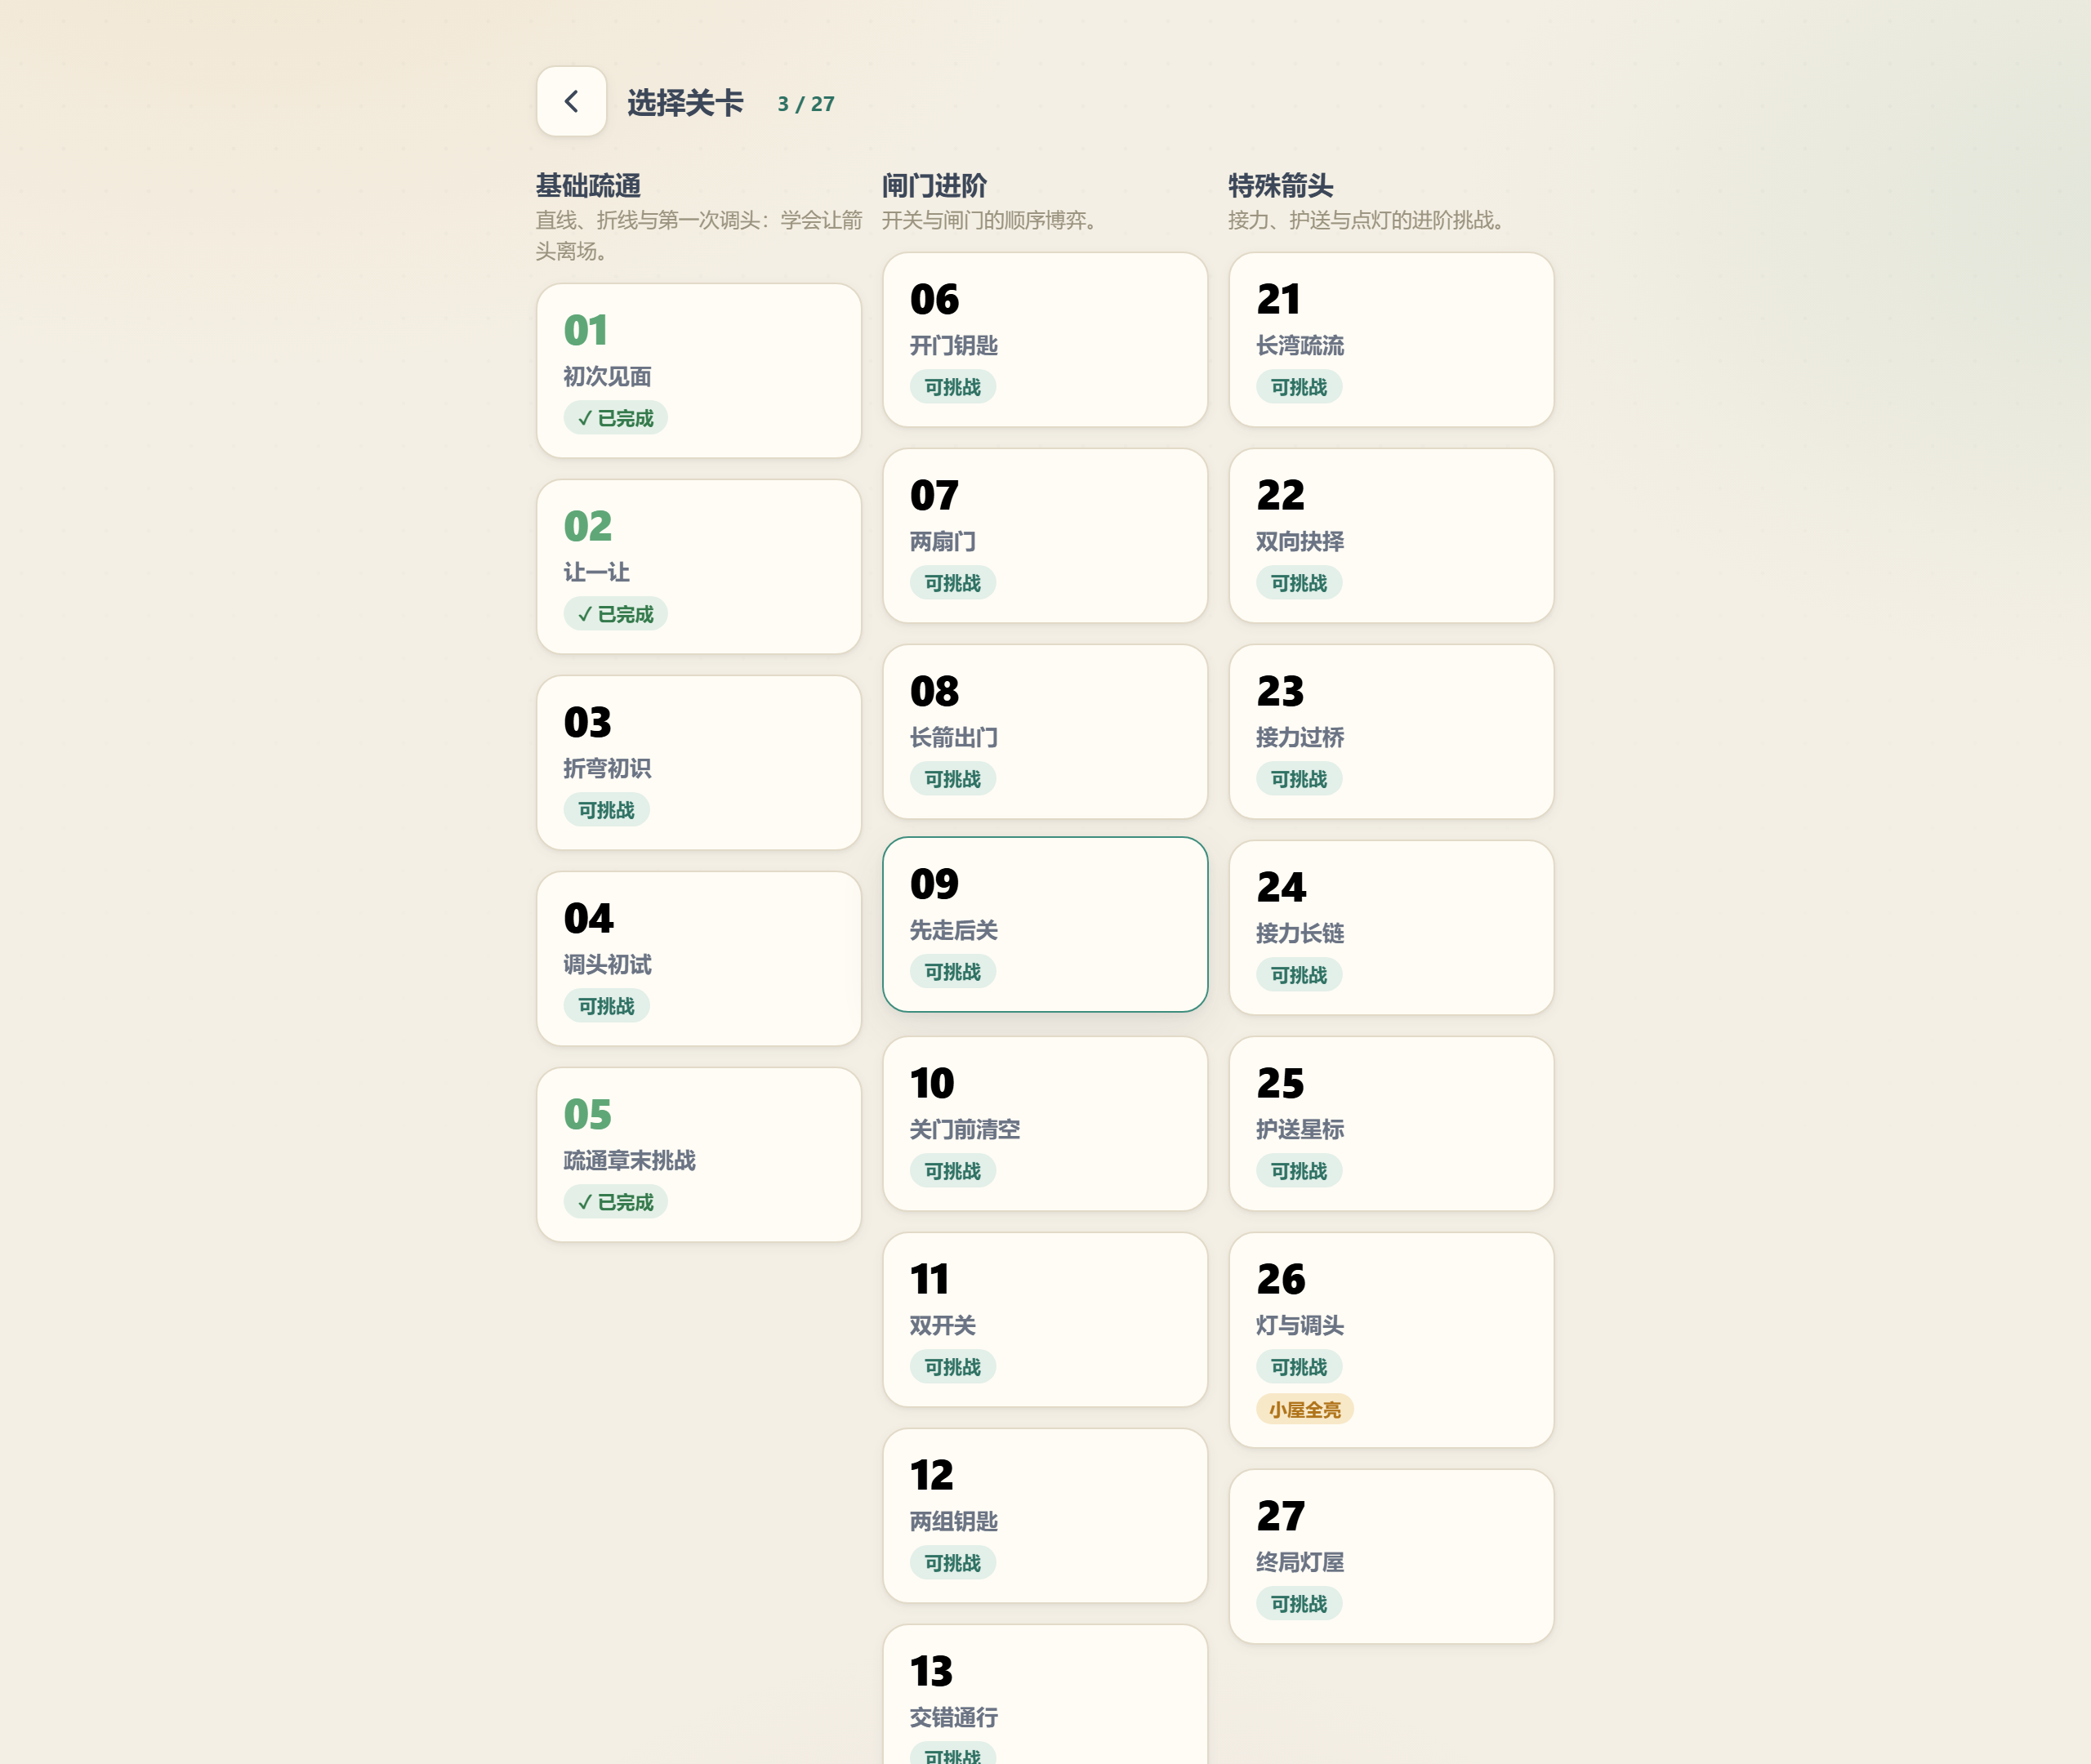 选择关卡 3 / 27
基础疏通
直线、折线与第一次调头：学会让箭
头离场。
01
初次见面
✓ 已完成
02
让一让
✓ 已完成
03
折弯初识
可挑战
04
调头初试
可挑战
05
疏通章末挑战
✓ 已完成
闸门进阶
开关与闸门的顺序博弈。
06
开门钥匙
可挑战
07
两扇门
可挑战
08
长箭出门
可挑战
09
先走后关
可挑战
10
关门前清空
可挑战
11
双开关
可挑战
12
两组钥匙
可挑战
13
交错通行
可挑战
特殊箭头
接力、护送与点灯的进阶挑战。
21
长湾疏流
可挑战
22
双向抉择
可挑战
23
接力过桥
可挑战
24
接力长链
可挑战
25
护送星标
可挑战
26
灯与调头
可挑战
小屋全亮
27
终局灯屋
可挑战